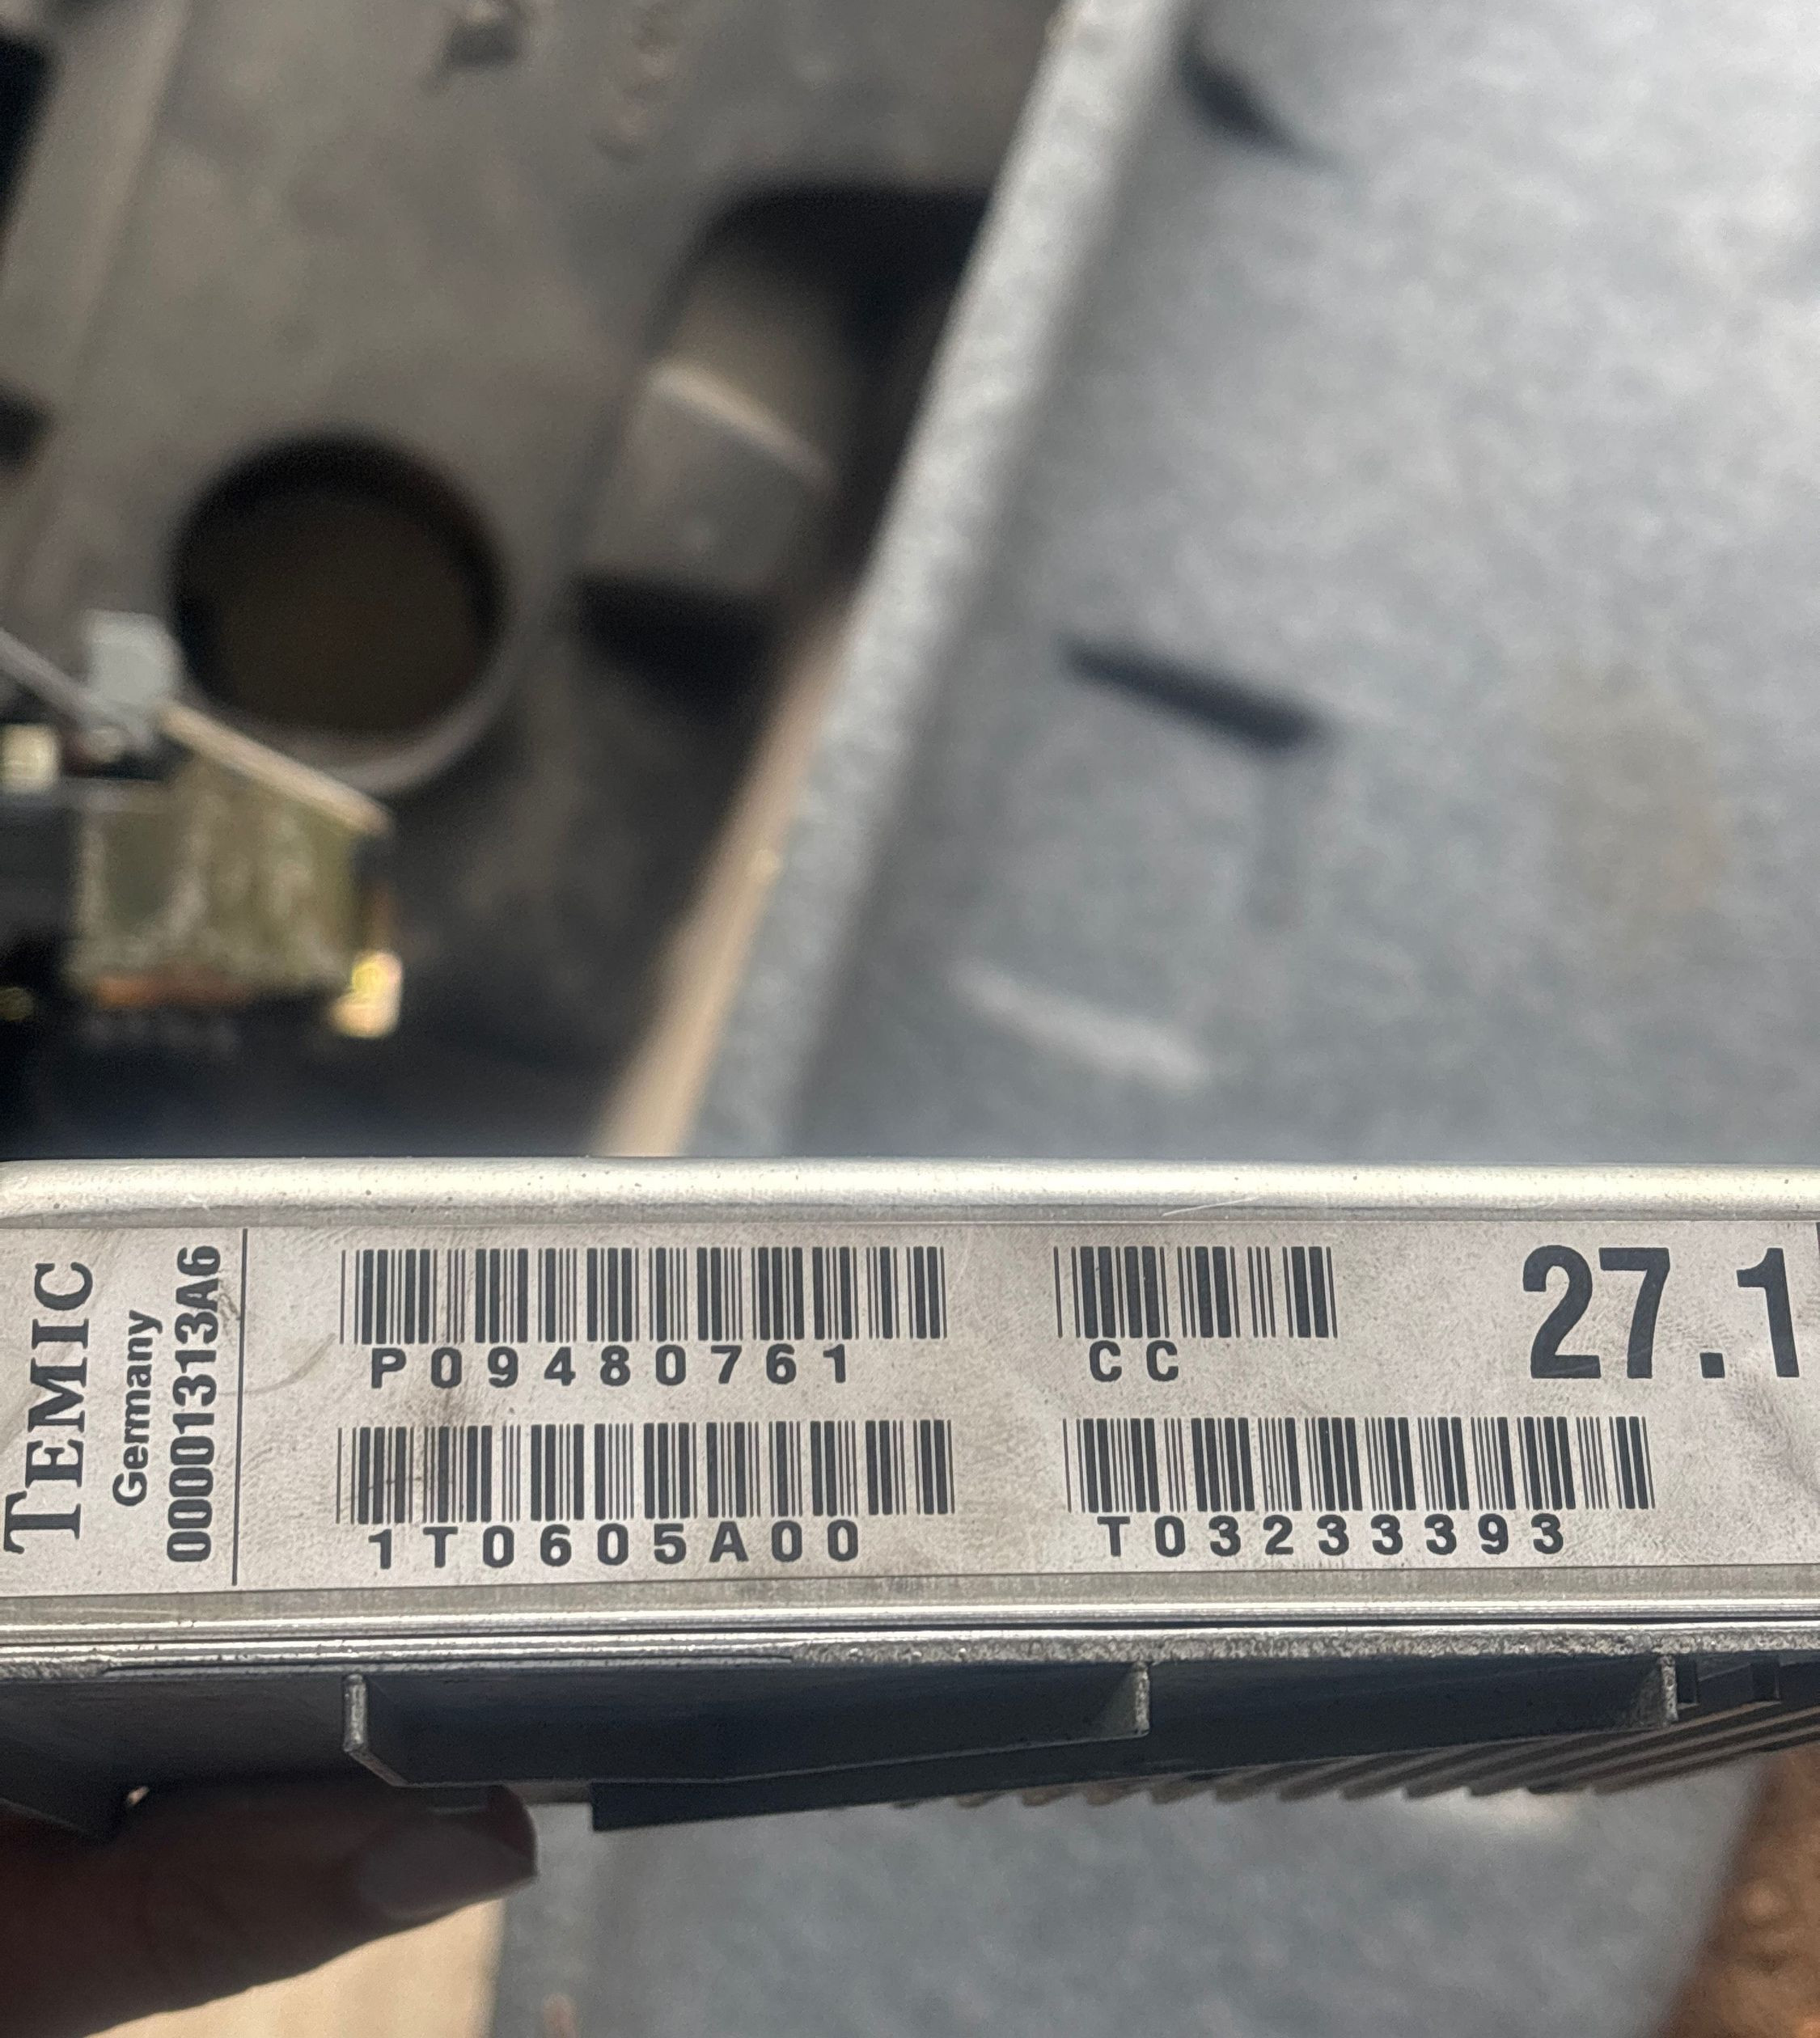 TEMIC
Germany
00001313A6
P09480761
CC
27.1
1T0605A00
T03233393